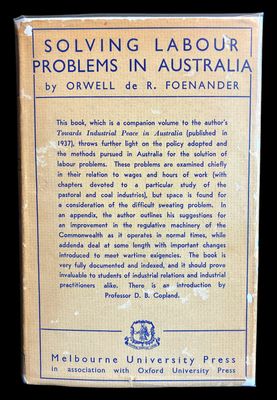 SOLVING LABOUR
PROBLEMS IN AUSTRALIA
by ORWELL de R. FOENANDER
This book, which is a companion volume to the author's
Towards Industrial Peace in Australia (published in
1937), throws further light on the policy adopted and
the methods pursued in Australia for the solution of
labour problems. These problems are examined chiefly
in their relation to wages and hours of work (with
chapters devoted to a particular study of the
pastoral and coal industries), but space is found for
a consideration of the difficult sweating problem. In
an appendix, the author outlines his suggestions for
an improvement in the regulative machinery of the
Commonwealth as it operates in normal times, while
addenda deal at some length with important changes
introduced to meet wartime exigencies. The book is
very fully documented and indexed, and it should prove
invaluable to students of industrial relations and industrial
practitioners alike. There is an introduction by
Professor D. B. Copland.
Melbourne University Press
in association with Oxford University Press